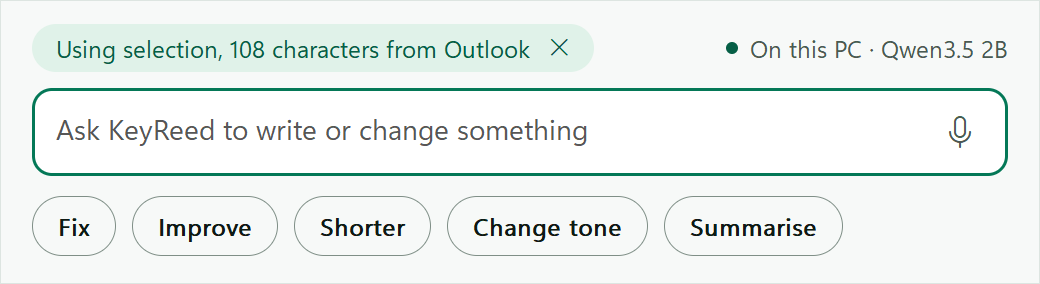 Using selection, 108 characters from Outlook
On this PC · Qwen3.5 2B
Ask KeyReed to write or change something
Fix
Improve
Shorter
Change tone
Summarise